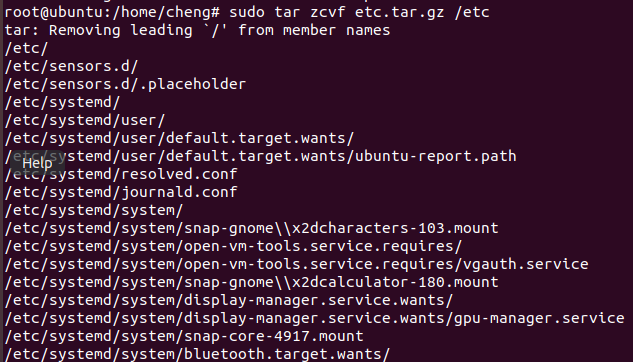 root@ubuntu:/home/cheng# sudo tar zcvf etc.tar.gz /etc
tar: Removing leading `/' from member names
/etc/
/etc/sensors.d/
/etc/sensors.d/.placeholder
/etc/systemd/
/etc/systemd/user/
/etc/systemd/user/default.target.wants/
/etc/systemd/user/default.target.wants/ubuntu-report.path
Help
/etc/systemd/resolved.conf
/etc/systemd/journald.conf
/etc/systemd/system/
/etc/systemd/system/snap-gnome\\x2dcharacters-103.mount
/etc/systemd/system/open-vm-tools.service.requires/
/etc/systemd/system/open-vm-tools.service.requires/vgauth.service
/etc/systemd/system/snap-gnome\\x2dcalculator-180.mount
/etc/systemd/system/display-manager.service.wants/
/etc/systemd/system/display-manager.service.wants/gpu-manager.service
/etc/systemd/system/snap-core-4917.mount
/etc/systemd/system/bluetooth.target.wants/